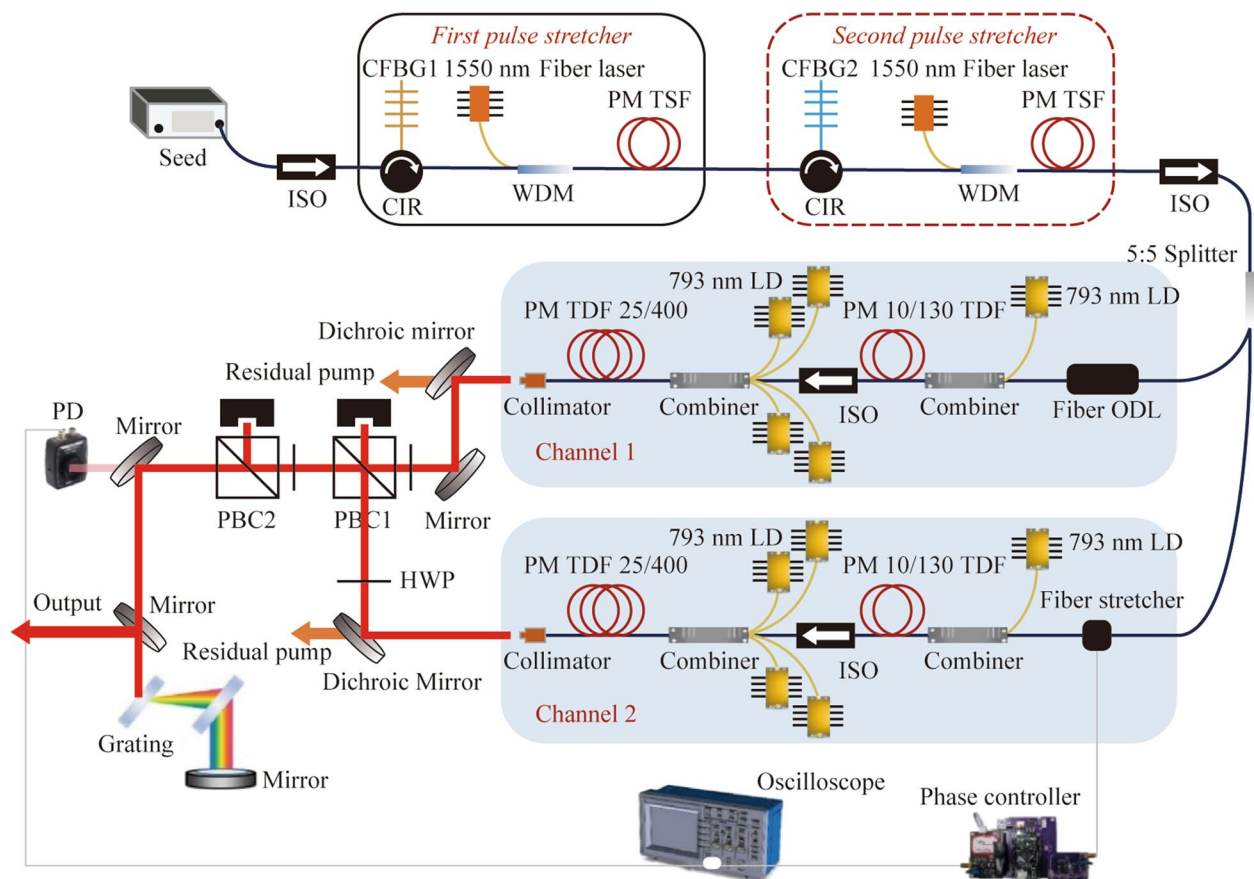 First pulse stretcher
Second pulse stretcher
CFBG1 1550 nm Fiber laser
CFBG2 1550 nm Fiber laser
PM TSF
PM TSF
Seed
ISO
CIR
WDM
CIR
WDM
ISO
5:5 Splitter
793 nm LD
793 nm LD
PM TDF 25/400
PM 10/130 TDF
Dichroic mirror
Residual pump
Collimator
Combiner
ISO
Combiner
Fiber ODL
Channel 1
PD
Mirror
PBC2
PBC1
Mirror
793 nm LD
793 nm LD
PM TDF 25/400
PM 10/130 TDF
HWP
Fiber stretcher
Output
Mirror
Residual pump
Collimator
Combiner
ISO
Combiner
Dichroic Mirror
Channel 2
Grating
Mirror
Oscilloscope
Phase controller